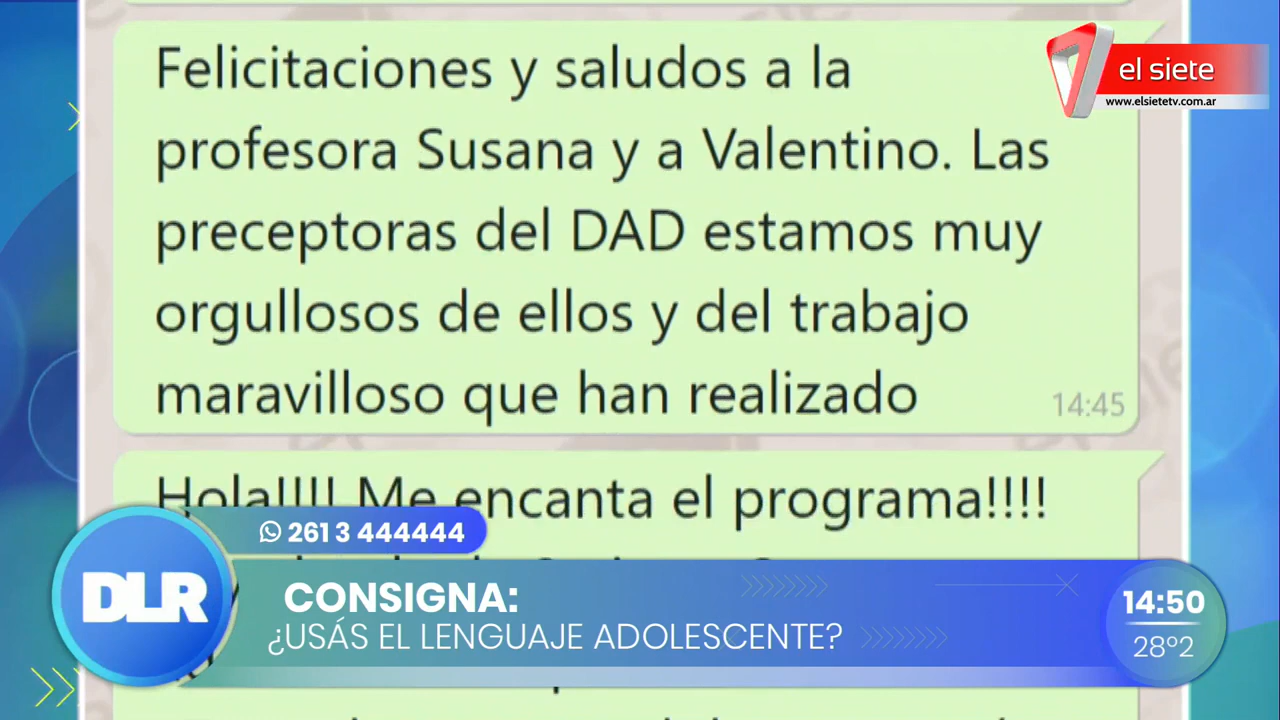 Felicitaciones y saludos a la
profesora Susana y a Valentino. Las
preceptoras del DAD estamos muy
orgullosos de ellos y del trabajo
maravilloso que han realizado
14:45
el siete
www.elsietetv.com.ar
Hola!!!! Me encanta el programa!!!!
261 3 444444
DLR
CONSIGNA:
¿USÁS EL LENGUAJE ADOLESCENTE?
14:50
28º2